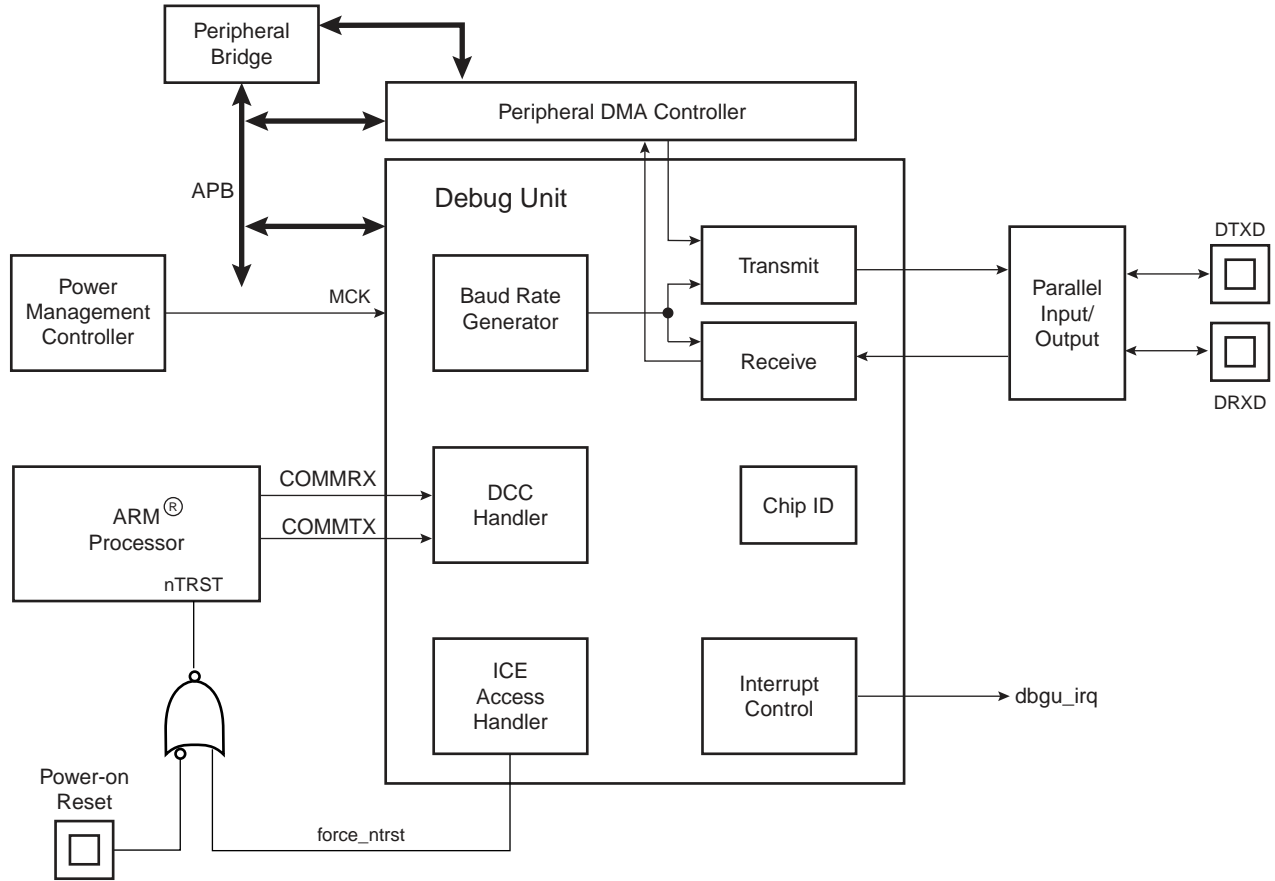 Peripheral
Bridge
Peripheral DMA Controller
APB
Debug Unit
DTXD
Power
Management
Controller
MCK
Baud Rate
Generator
Transmit
Receive
Parallel
Input/
Output
DRXD
ARM®
Processor
nTRST
COMMRX
COMMTX
DCC
Handler
Chip ID
ICE
Access
Handler
Interrupt
Control
dbgu_irq
Power-on
Reset
force_ntrst